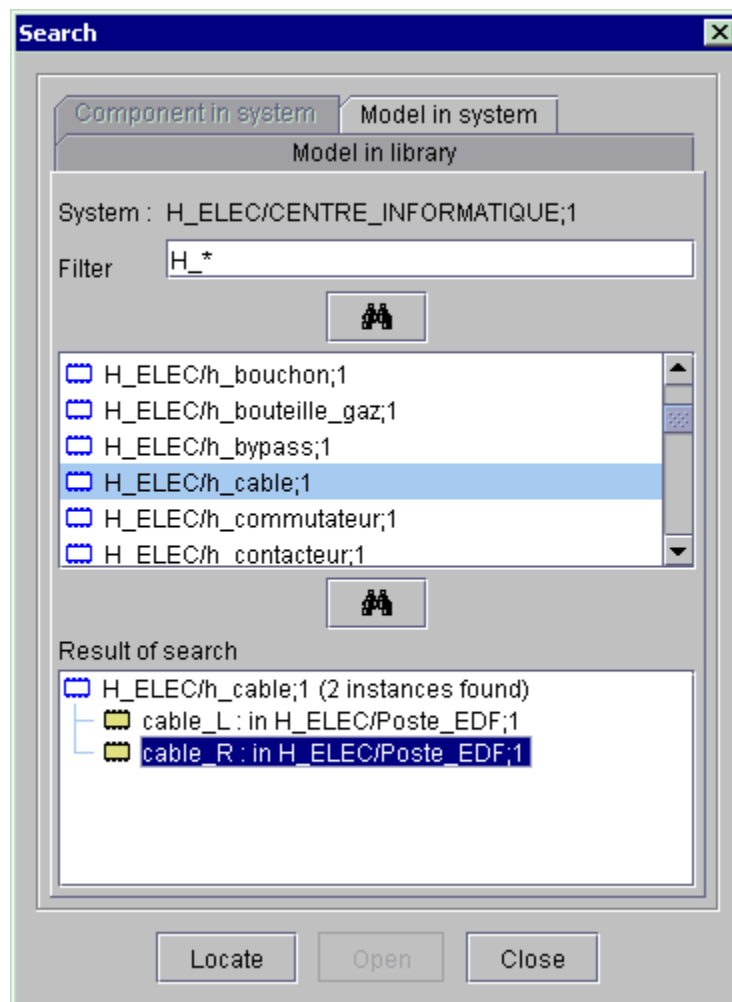 Search
Component in system
Model in system
Model in library
System : H_ELEC/CENTRE_INFORMATIQUE;1
Filter H_*
H_ELEC/h_bouchon;1
H_ELEC/h_bouteille_gaz;1
H_ELEC/h_bypass;1
H_ELEC/h_cable;1
H_ELEC/h_commutateur;1
H_ELEC/h_contacteur;1
Result of search
H_ELEC/h_cable;1 (2 instances found)
cable_L : in H_ELEC/Poste_EDF;1
cable_R : in H_ELEC/Poste_EDF;1
Locate Open Close